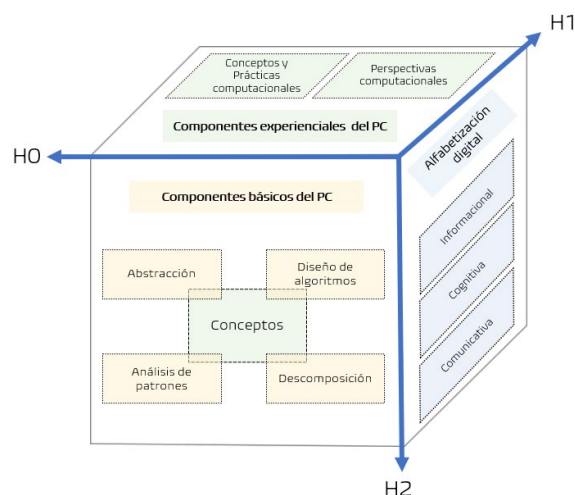 H1
Conceptos y
Prácticas
computacionales
Perspectivas
computacionales
Componentes experienciales del PC
H0
Alfabetización
digital
Componentes básicos del PC
Informacional
Abstracción
Diseño de
algoritmos
Cognitiva
Conceptos
Comunicativa
Análisis de
patrones
Descomposición
H2